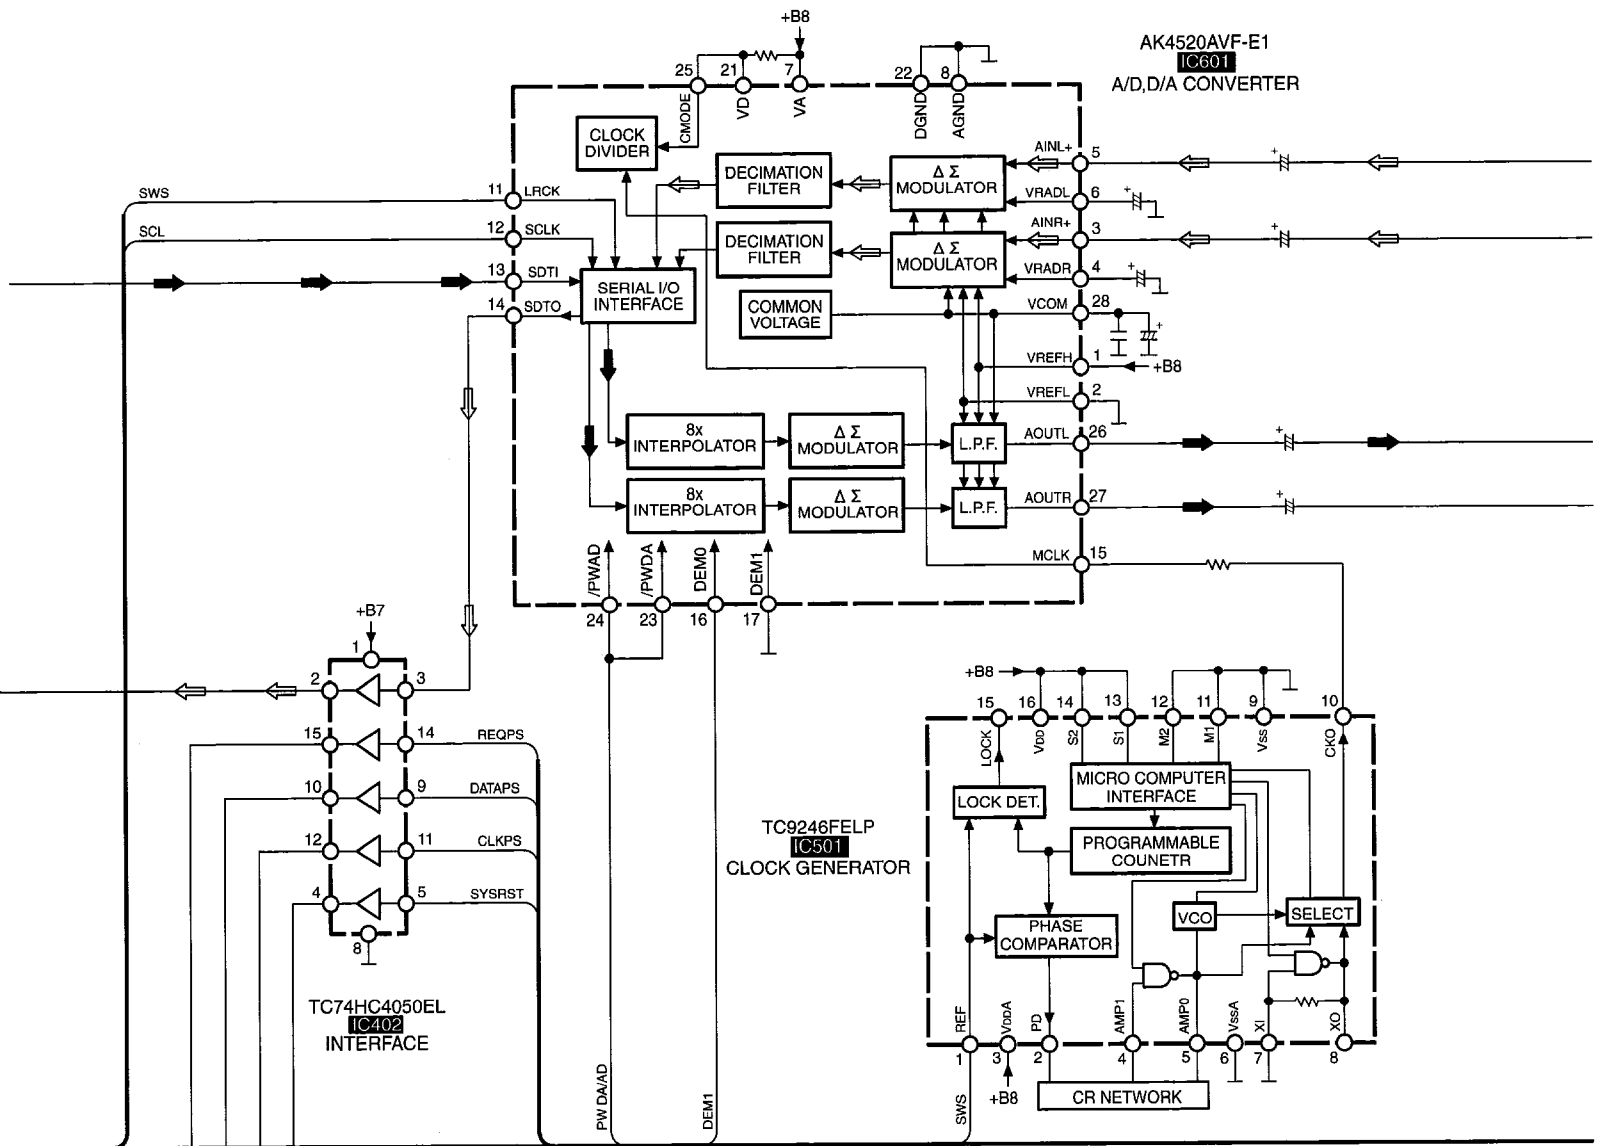 +B8
AK4520AVF-E1
IC601
A/D,D/A CONVERTER
25
21
7
22
8
CMODE
VD
VA
DGND
AGND
CLOCK
DIVIDER
DECIMATION
FILTER
Δ Σ
MODULATOR
AINL+
5
VRADL
6
SWS
11
LRCK
SCL
12
SCLK
DECIMATION
FILTER
Δ Σ
MODULATOR
AINR+
3
VRADR
4
13
SDTI
14
SDTO
SERIAL I/O
INTERFACE
COMMON
VOLTAGE
VCOM
28
+
+
+
+
+
VREFH
1
+B8
VREFL
2
8x
INTERPOLATOR
Δ Σ
MODULATOR
L.P.F.
AOUTL
26
+
8x
INTERPOLATOR
Δ Σ
MODULATOR
L.P.F.
AOUTR
27
+
/PWAD
/PWDA
DEM0
DEM1
MCLK
15
24
23
16
17
+B7
1
2
3
15
14
REQPS
10
9
DATAPS
12
11
CLKPS
4
5
SYSRST
8
TC74HC4050EL
IC402
INTERFACE
PW DA/AD
DEM1
SWS
TC9246FELP
IC501
CLOCK GENERATOR
+B8
15
16
14
13
12
11
9
10
LOCK
VDD
S2
S1
M2
M1
VSS
CKO
LOCK DET.
MICRO COMPUTER
INTERFACE
PROGRAMMABLE
COUNETR
PHASE
COMPARATOR
VCO
SELECT
REF
VDDA
PD
AMP1
AMP0
VSSA
XI
XO
1
3
2
4
5
6
7
8
+B8
CR NETWORK